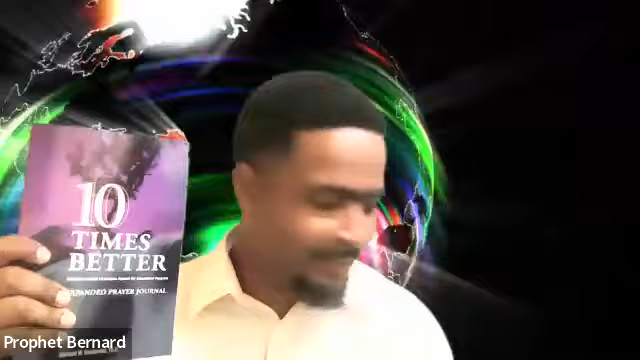 10
TIMES
BETTER
EXPANDED PRAYER JOURNAL
Prophet Bernard